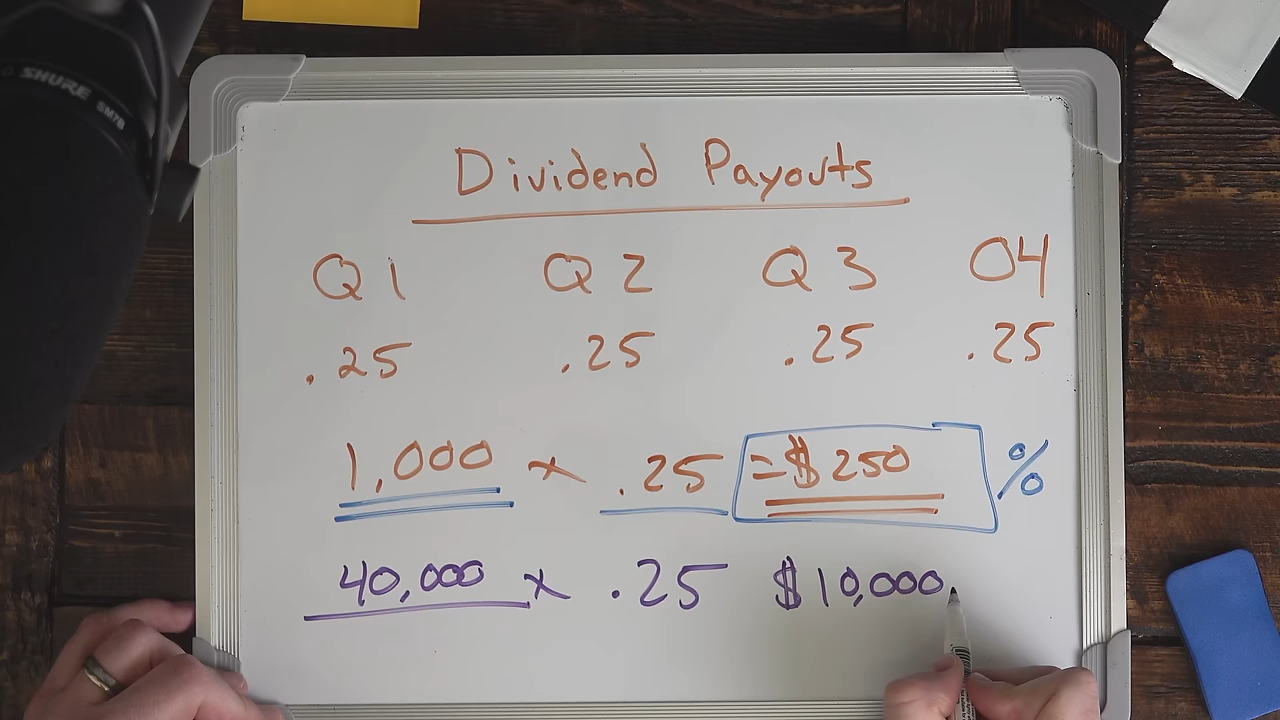 SHURE SM7B
Dividend Payouts
Q1 Q2 Q3 Q4
.25 .25 .25 .25
1,000 x .25 =$250 %
40,000 x .25 $10,000